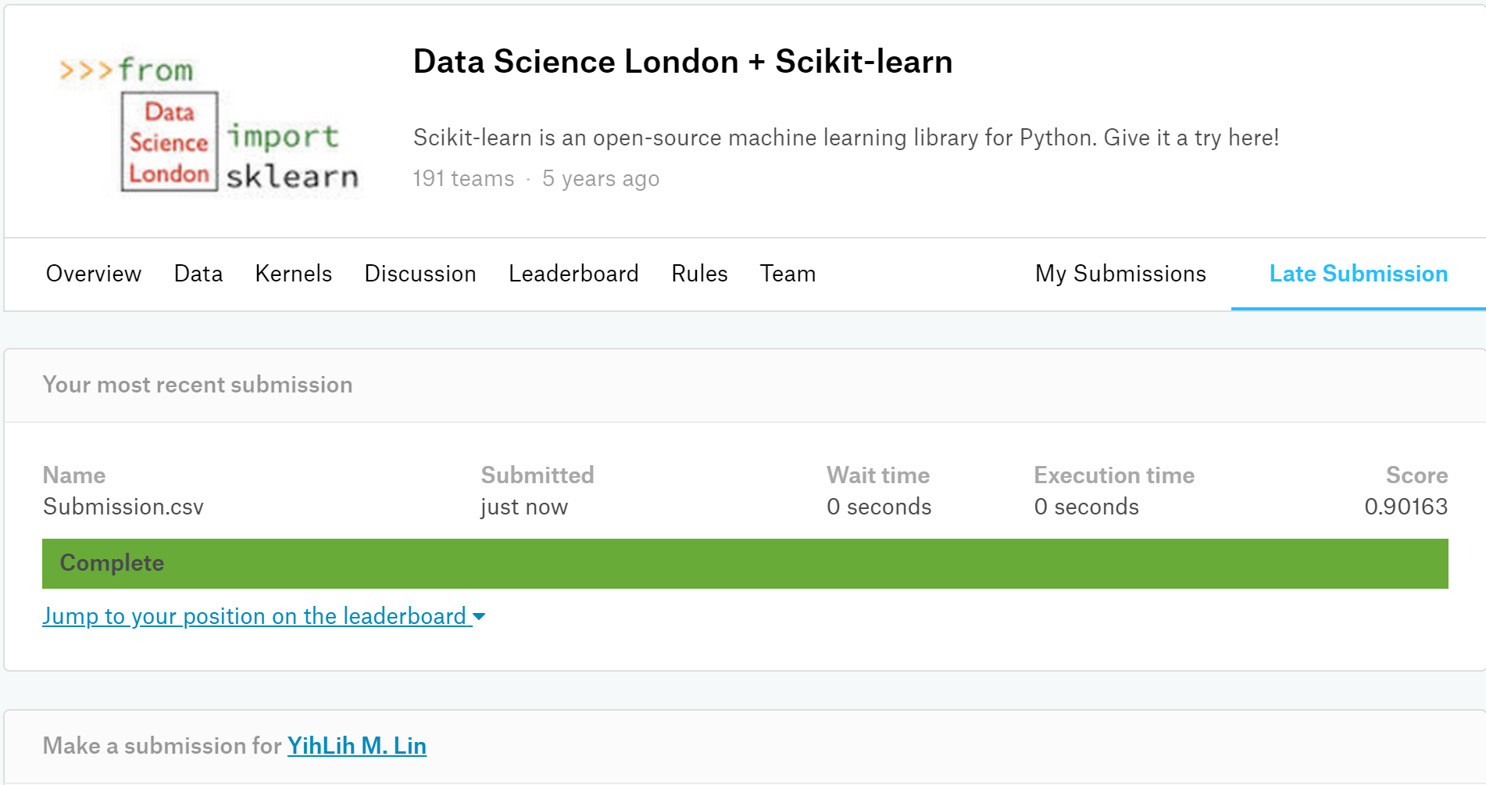 >>>from
Data
Science
London
import
sklearn
Data Science London + Scikit-learn
Scikit-learn is an open-source machine learning library for Python. Give it a try here!
191 teams · 5 years ago
Overview Data Kernels Discussion Leaderboard Rules Team My Submissions Late Submission
Your most recent submission
Name Submitted Wait time Execution time Score
Submission.csv just now 0 seconds 0 seconds 0.90163
Complete
Jump to your position on the leaderboard
Make a submission for YihLih M. Lin